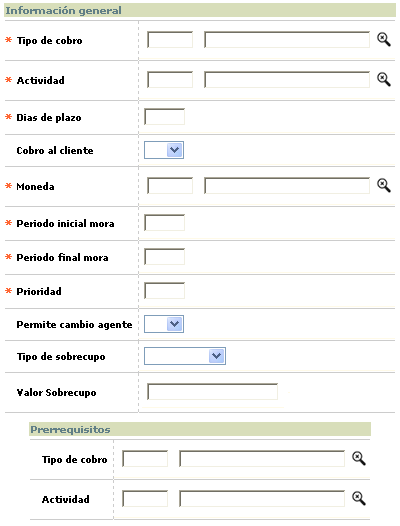 Información general
* Tipo de cobro
* Actividad
* Dias de plazo
Cobro al cliente
* Moneda
* Periodo inicial mora
* Periodo final mora
* Prioridad
Permite cambio agente
Tipo de sobrecupo
Valor Sobrecupo
Prerrequisitos
Tipo de cobro
Actividad